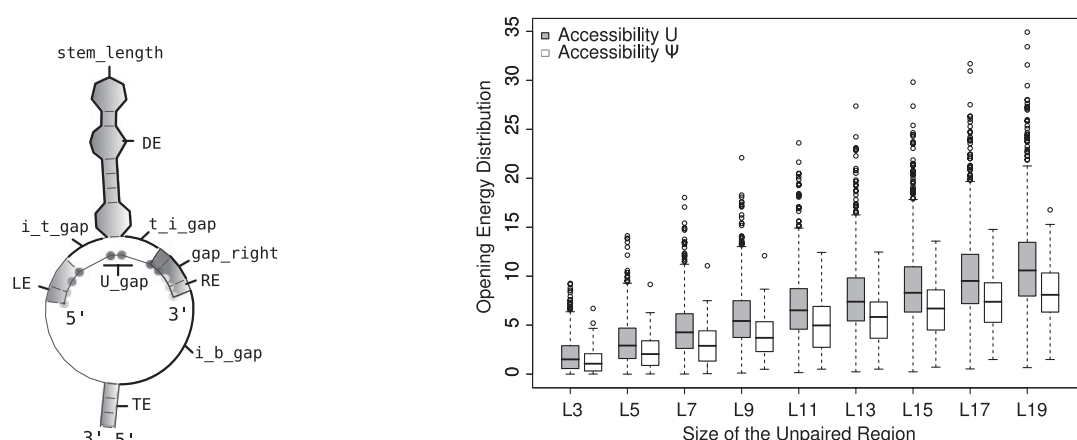 stem_length
DE
i_t_gap
t_i_gap
gap_right
LE
U_gap
RE
5'
3'
i_b_gap
TE
3' 5'
Accessibility U
Accessibility Ψ
Opening Energy Distribution
35
30
25
20
15
10
5
0
L3 L5 L7 L9 L11 L13 L15 L17 L19
Size of the Unpaired Region